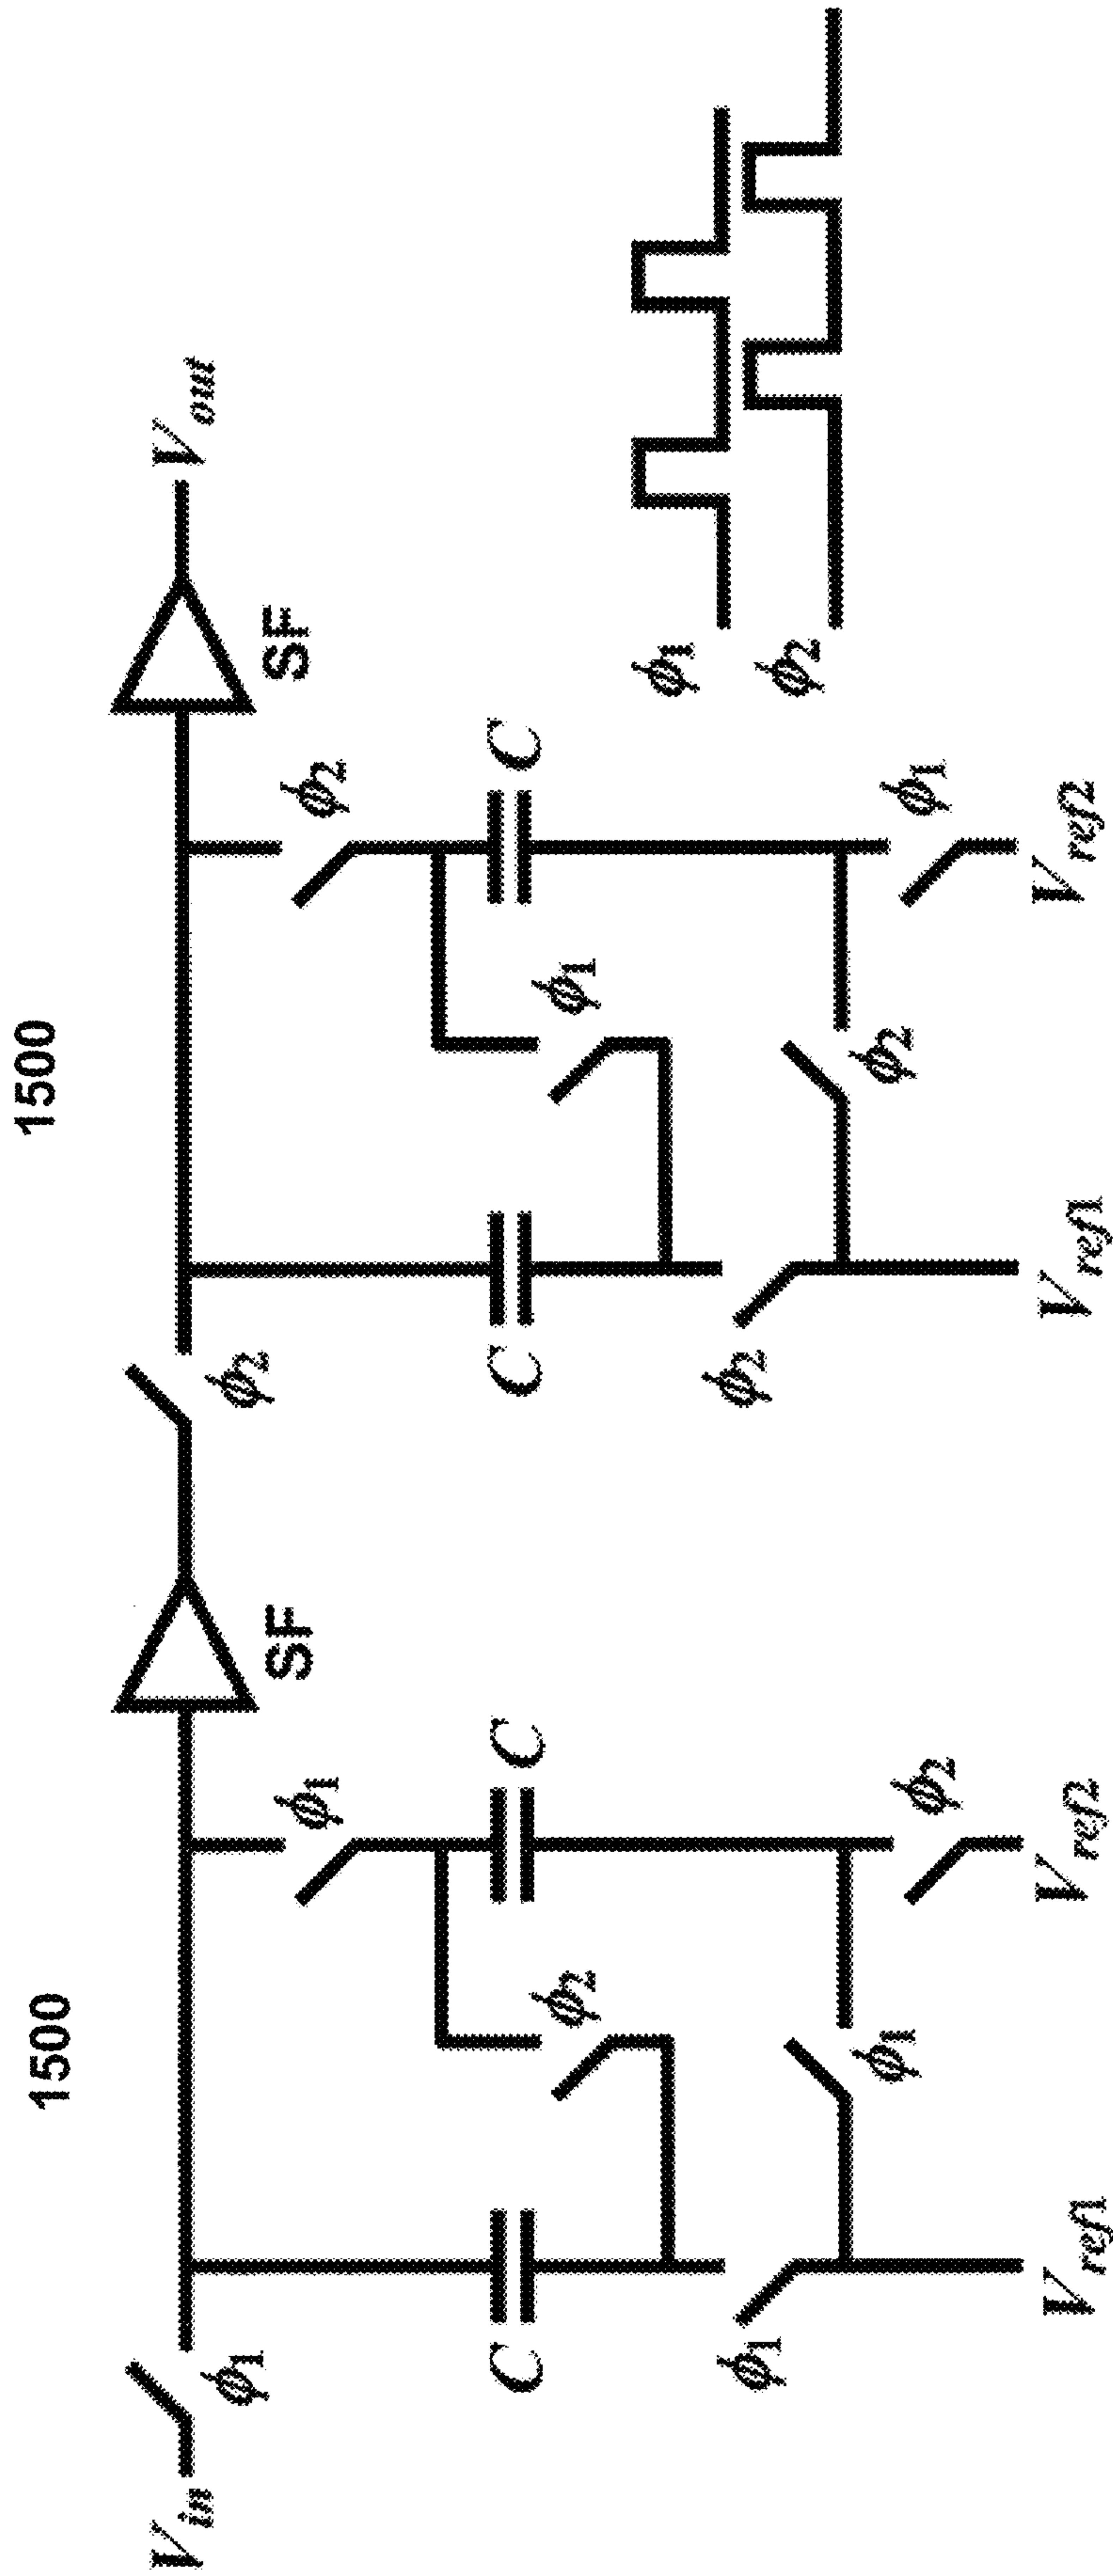 1500 1500
V_in ϕ1 SF ϕ2 SF V_out
ϕ1 ϕ2
C C C C
ϕ2 ϕ1
ϕ1 ϕ1 ϕ2 ϕ2 ϕ2 ϕ1
V_ref1 V_ref2 V_ref1 V_ref2
ϕ1
ϕ2